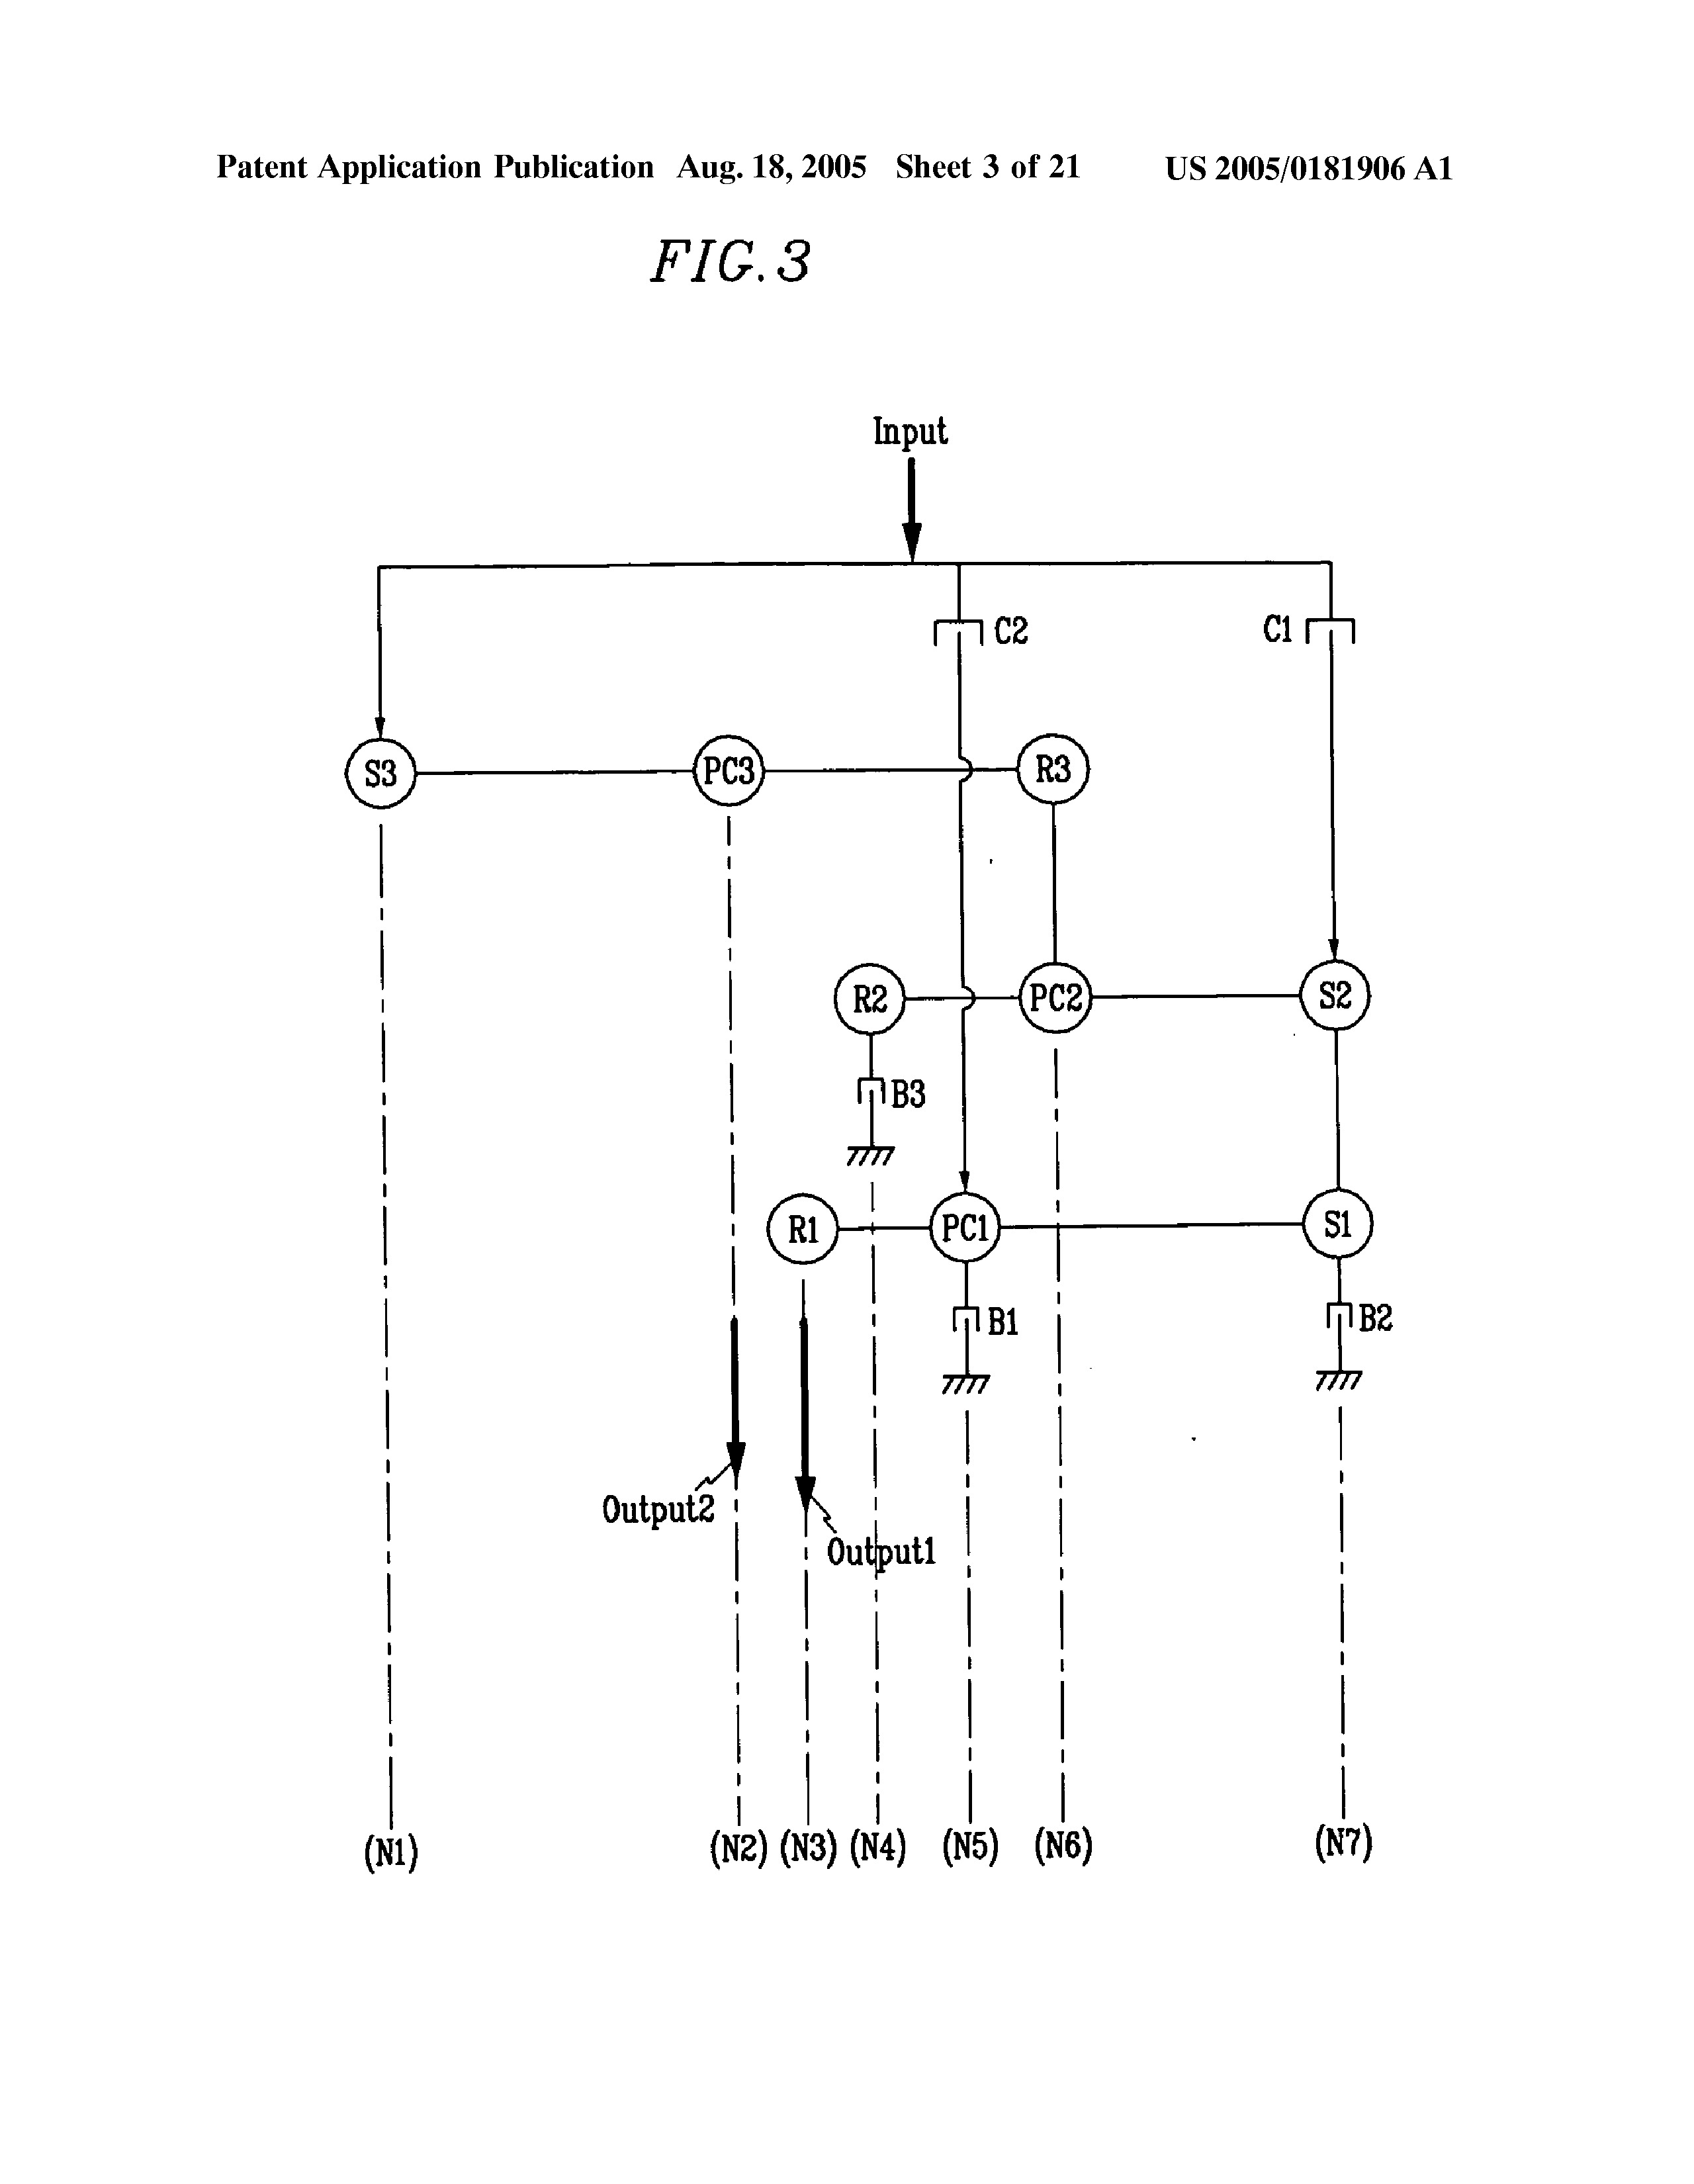 Patent Application Publication Aug. 18, 2005 Sheet 3 of 21 US 2005/0181906 A1
FIG. 3
Input
C2
C1
S3
PC3
R3
R2
PC2
S2
B3
R1
PC1
S1
B1
B2
Output2
Output1
(N1)
(N2)
(N3)
(N4)
(N5)
(N6)
(N7)